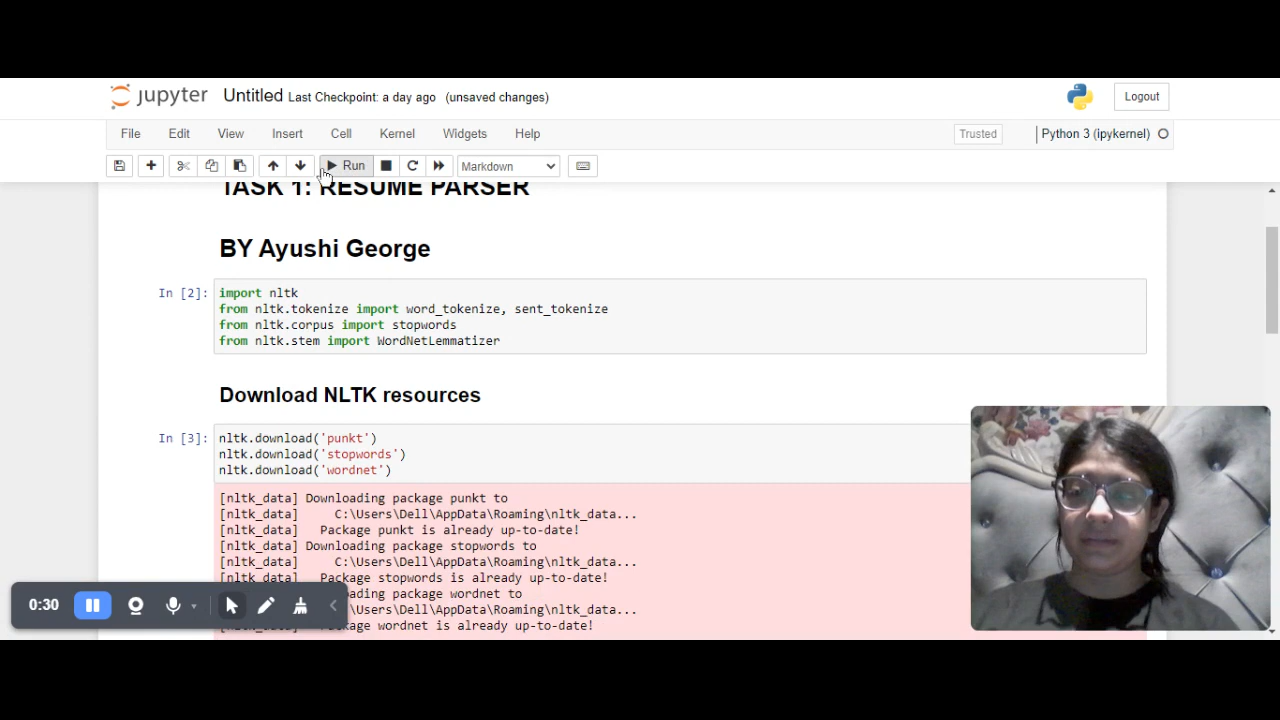 jupyter Untitled Last Checkpoint: a day ago (unsaved changes)
Logout
File Edit View Insert Cell Kernel Widgets Help
Trusted
Python 3 (ipykernel)
Run
Markdown
TASK 1: RESUME PARSER
BY Ayushi George
In [2]:
import nltk
from nltk.tokenize import word_tokenize, sent_tokenize
from nltk.corpus import stopwords
from nltk.stem import WordNetLemmatizer
Download NLTK resources
In [3]:
nltk.download('punkt')
nltk.download('stopwords')
nltk.download('wordnet')
[nltk_data] Downloading package punkt to
[nltk_data]     C:\Users\Dell\AppData\Roaming\nltk_data...
[nltk_data]   Package punkt is already up-to-date!
[nltk_data] Downloading package stopwords to
[nltk_data]     C:\Users\Dell\AppData\Roaming\nltk_data...
[nltk_data]   Package stopwords is already up-to-date!
package wordnet to
\Users\Dell\AppData\Roaming\nltk_data...
wordnet is already up-to-date!
0:30